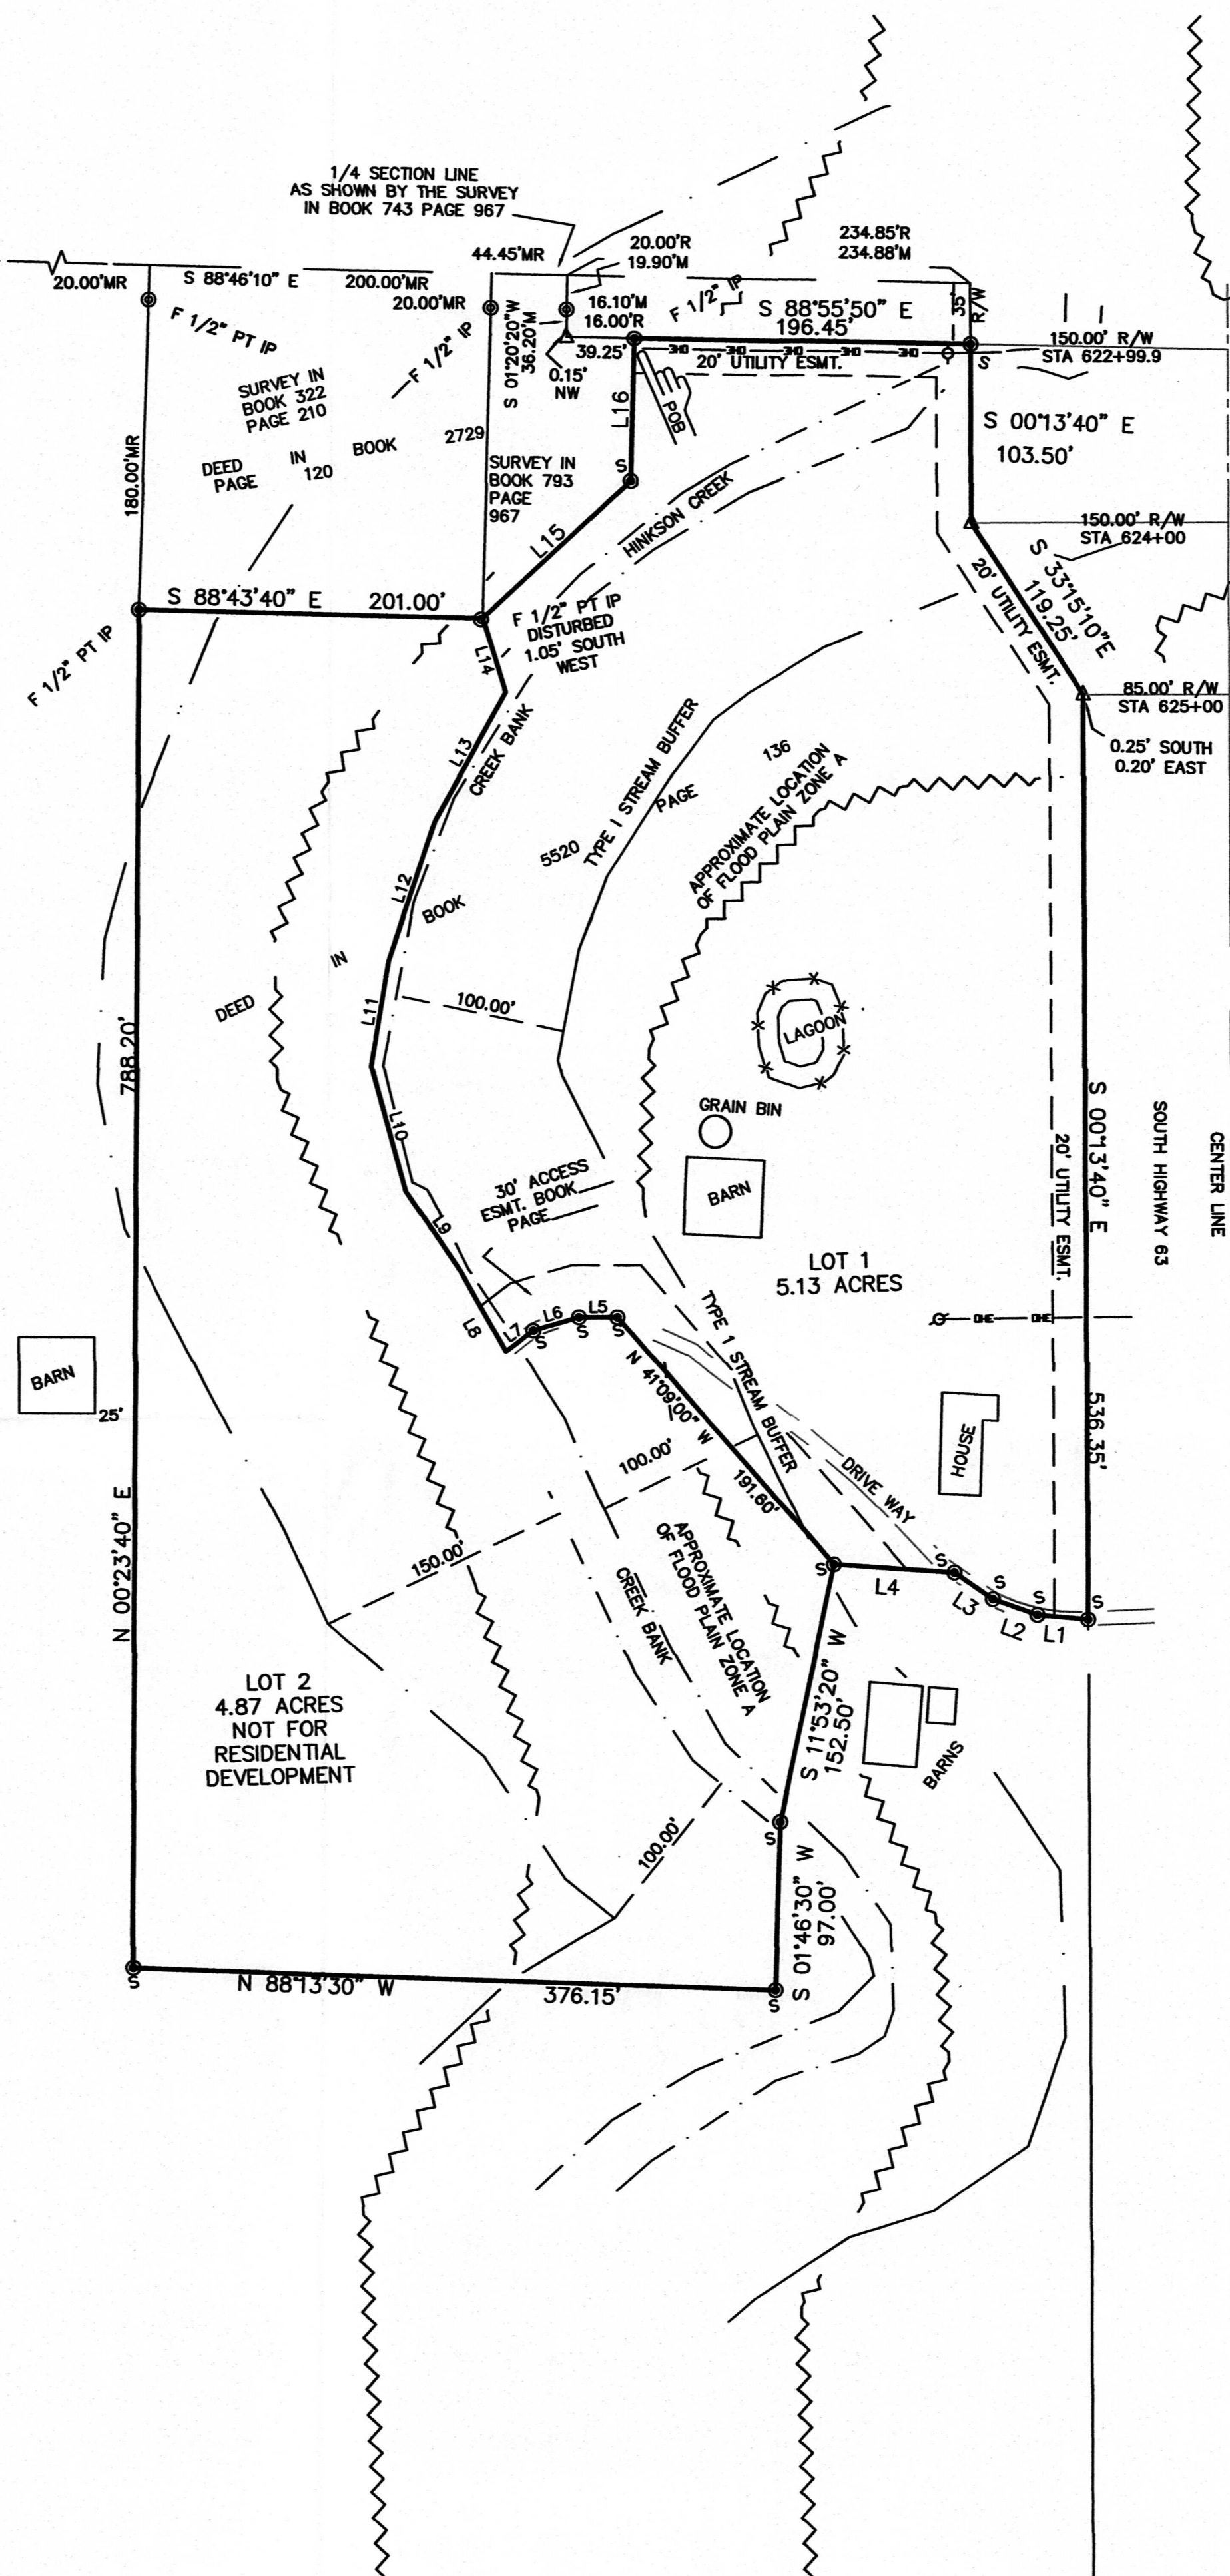 1/4 SECTION LINE
AS SHOWN BY THE SURVEY
IN BOOK 743 PAGE 967
20.00'MR
S 88°46'10" E
200.00'MR
44.45'MR
20.00'R
19.90'M
234.85'R
234.88'M
20.00'MR
16.10'M
16.00'R
F 1/2" IP
S 88°55'50" E
196.45'
35'
R/W
150.00' R/W
STA 622+99.9
F 1/2" PT IP
F 1/2" IP
S 01°20'20"W
36.20'M
39.25'
0.15'
NW
OHE OHE OHE OHE OHE
20' UTILITY ESMT.
S
POB
L16
SURVEY IN
BOOK 322
PAGE 210
DEED IN BOOK 2729
PAGE 120
180.00'MR
SURVEY IN
BOOK 793
PAGE
967
S
L15
HINKSON CREEK
S 00°13'40" E
103.50'
150.00' R/W
STA 624+00
S 33°15'10"E
119.25'
20' UTILITY ESMT.
S 88°43'40" E 201.00'
F 1/2" PT IP
F 1/2" PT IP
DISTURBED
1.05' SOUTH
WEST
L14
85.00' R/W
STA 625+00
0.25' SOUTH
0.20' EAST
L13
CREEK BANK
TYPE I STREAM BUFFER
APPROXIMATE LOCATION
OF FLOOD PLAIN ZONE A
DEED IN BOOK 5520 PAGE 136
L12
L11
100.00'
788.20'
LAGOON
GRAIN BIN
BARN
L10
S 00°13'40" E
536.35'
20' UTILITY ESMT.
SOUTH HIGHWAY 63
CENTER LINE
30' ACCESS
ESMT. BOOK
PAGE
L9
LOT 1
5.13 ACRES
L8
L7
S
L6
S
L5
S
OHE OHE
TYPE 1 STREAM BUFFER
N 41°09'00" W
191.60'
BARN
25'
HOUSE
DRIVE WAY
100.00'
150.00'
N 00°23'40" E
APPROXIMATE LOCATION
OF FLOOD PLAIN ZONE A
CREEK BANK
S
L4
S
L3
S
L2
S
L1
S
LOT 2
4.87 ACRES
NOT FOR
RESIDENTIAL
DEVELOPMENT
S 11°53'20" W
152.50'
BARNS
100.00'
S
S 01°46'30" W
97.00'
S
N 88°13'30" W
376.15'
S